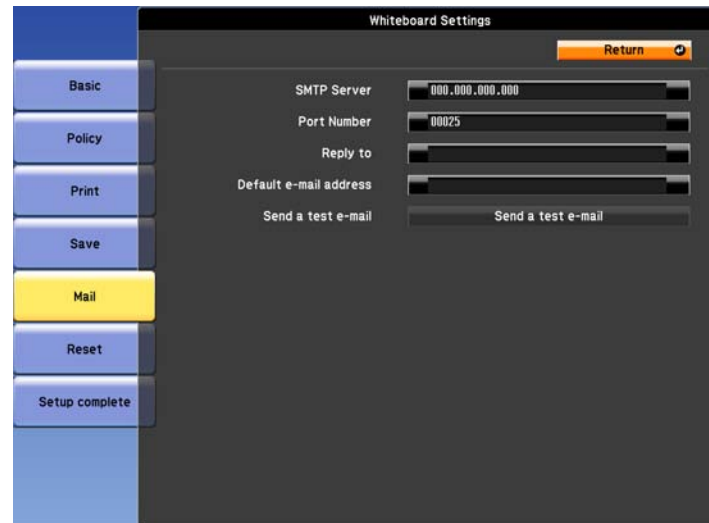 Whiteboard Settings
Return
Basic
Policy
Print
Save
Mail
Reset
Setup complete
SMTP Server 000.000.000.000
Port Number 00025
Reply to
Default e-mail address
Send a test e-mail Send a test e-mail